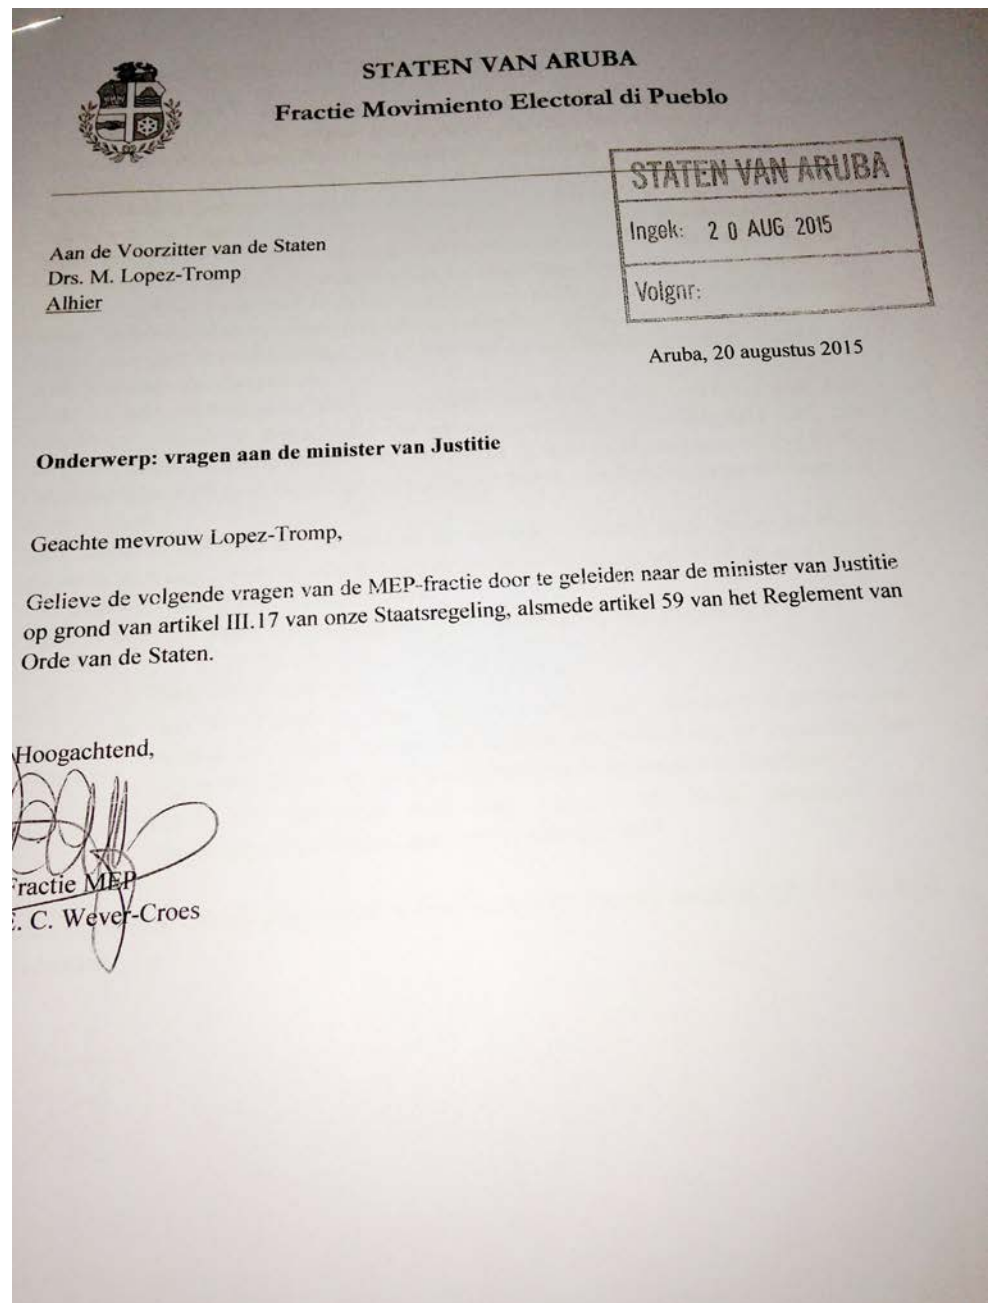 STATEN VAN ARUBA
Fractie Movimiento Electoral di Pueblo
STATEN VAN ARUBA
Ingek: 20 AUG 2015
Volgnr:
Aan de Voorzitter van de Staten
Drs. M. Lopez-Tromp
Alhier
Aruba, 20 augustus 2015
Onderwerp: vragen aan de minister van Justitie
Geachte mevrouw Lopez-Tromp,
Gelieve de volgende vragen van de MEP-fractie door te geleiden naar de minister van Justitie
op grond van artikel III.17 van onze Staatsregeling, alsmede artikel 59 van het Reglement van
Orde van de Staten.
Hoogachtend,
Fractie MEP
C. Wever-Croes